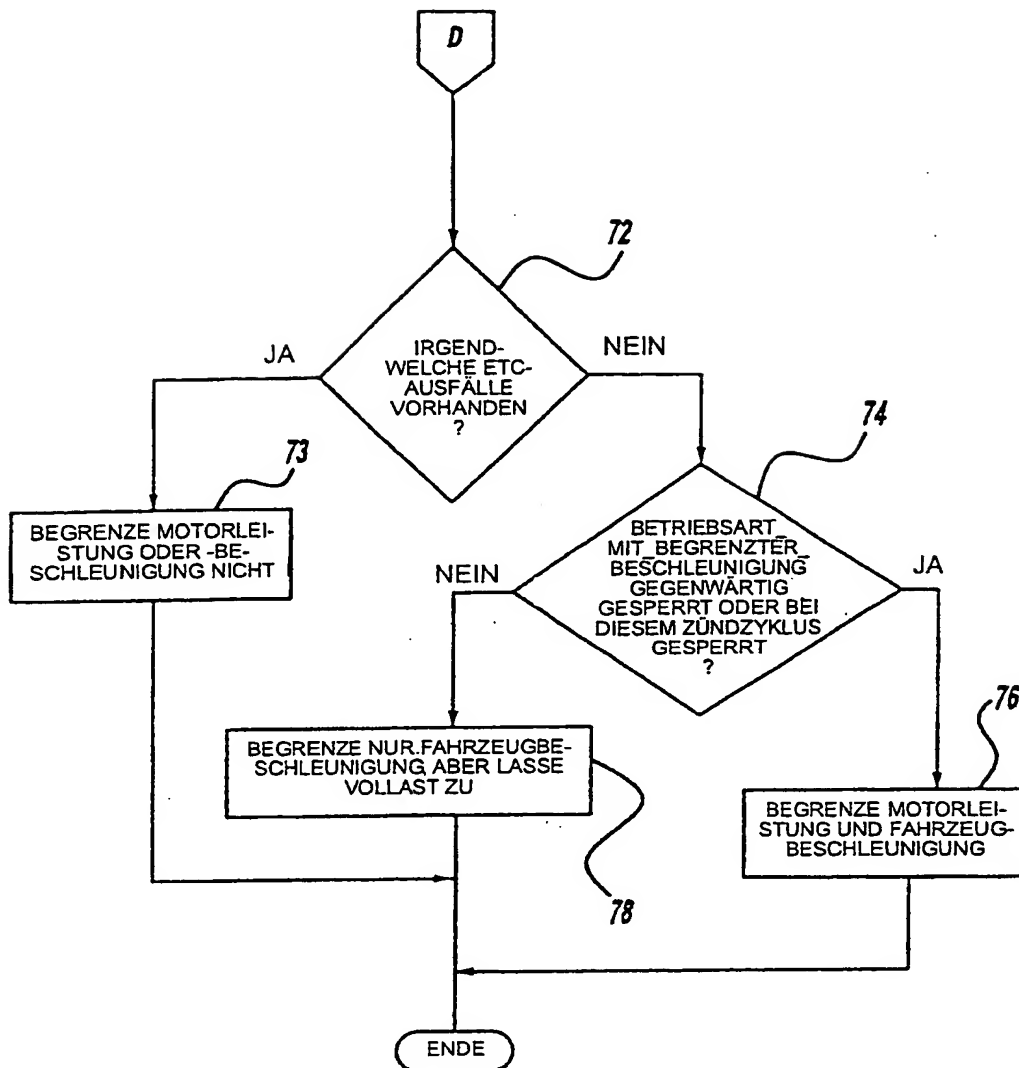 D
72
IRGEND-
WELCHE ETC-
AUSFÄLLE
VORHANDEN
?
JA
NEIN
73
BEGRENZE MOTORLEI-
STUNG ODER -BE-
SCHLEUNIGUNG NICHT
74
BETRIEBSART_
MIT_BEGRENZTER_
BESCHLEUNIGUNG
GEGENWÄRTIG
GESPERRT ODER BEI
DIESEM ZÜNDZYKLUS
GESPERRT
?
NEIN
JA
76
BEGRENZE NUR.FAHRZEUGBE-
SCHLEUNIGUNG, ABER LASSE
VOLLAST ZU
78
BEGRENZE MOTORLEI-
STUNG UND FAHRZEUG-
BESCHLEUNIGUNG
ENDE